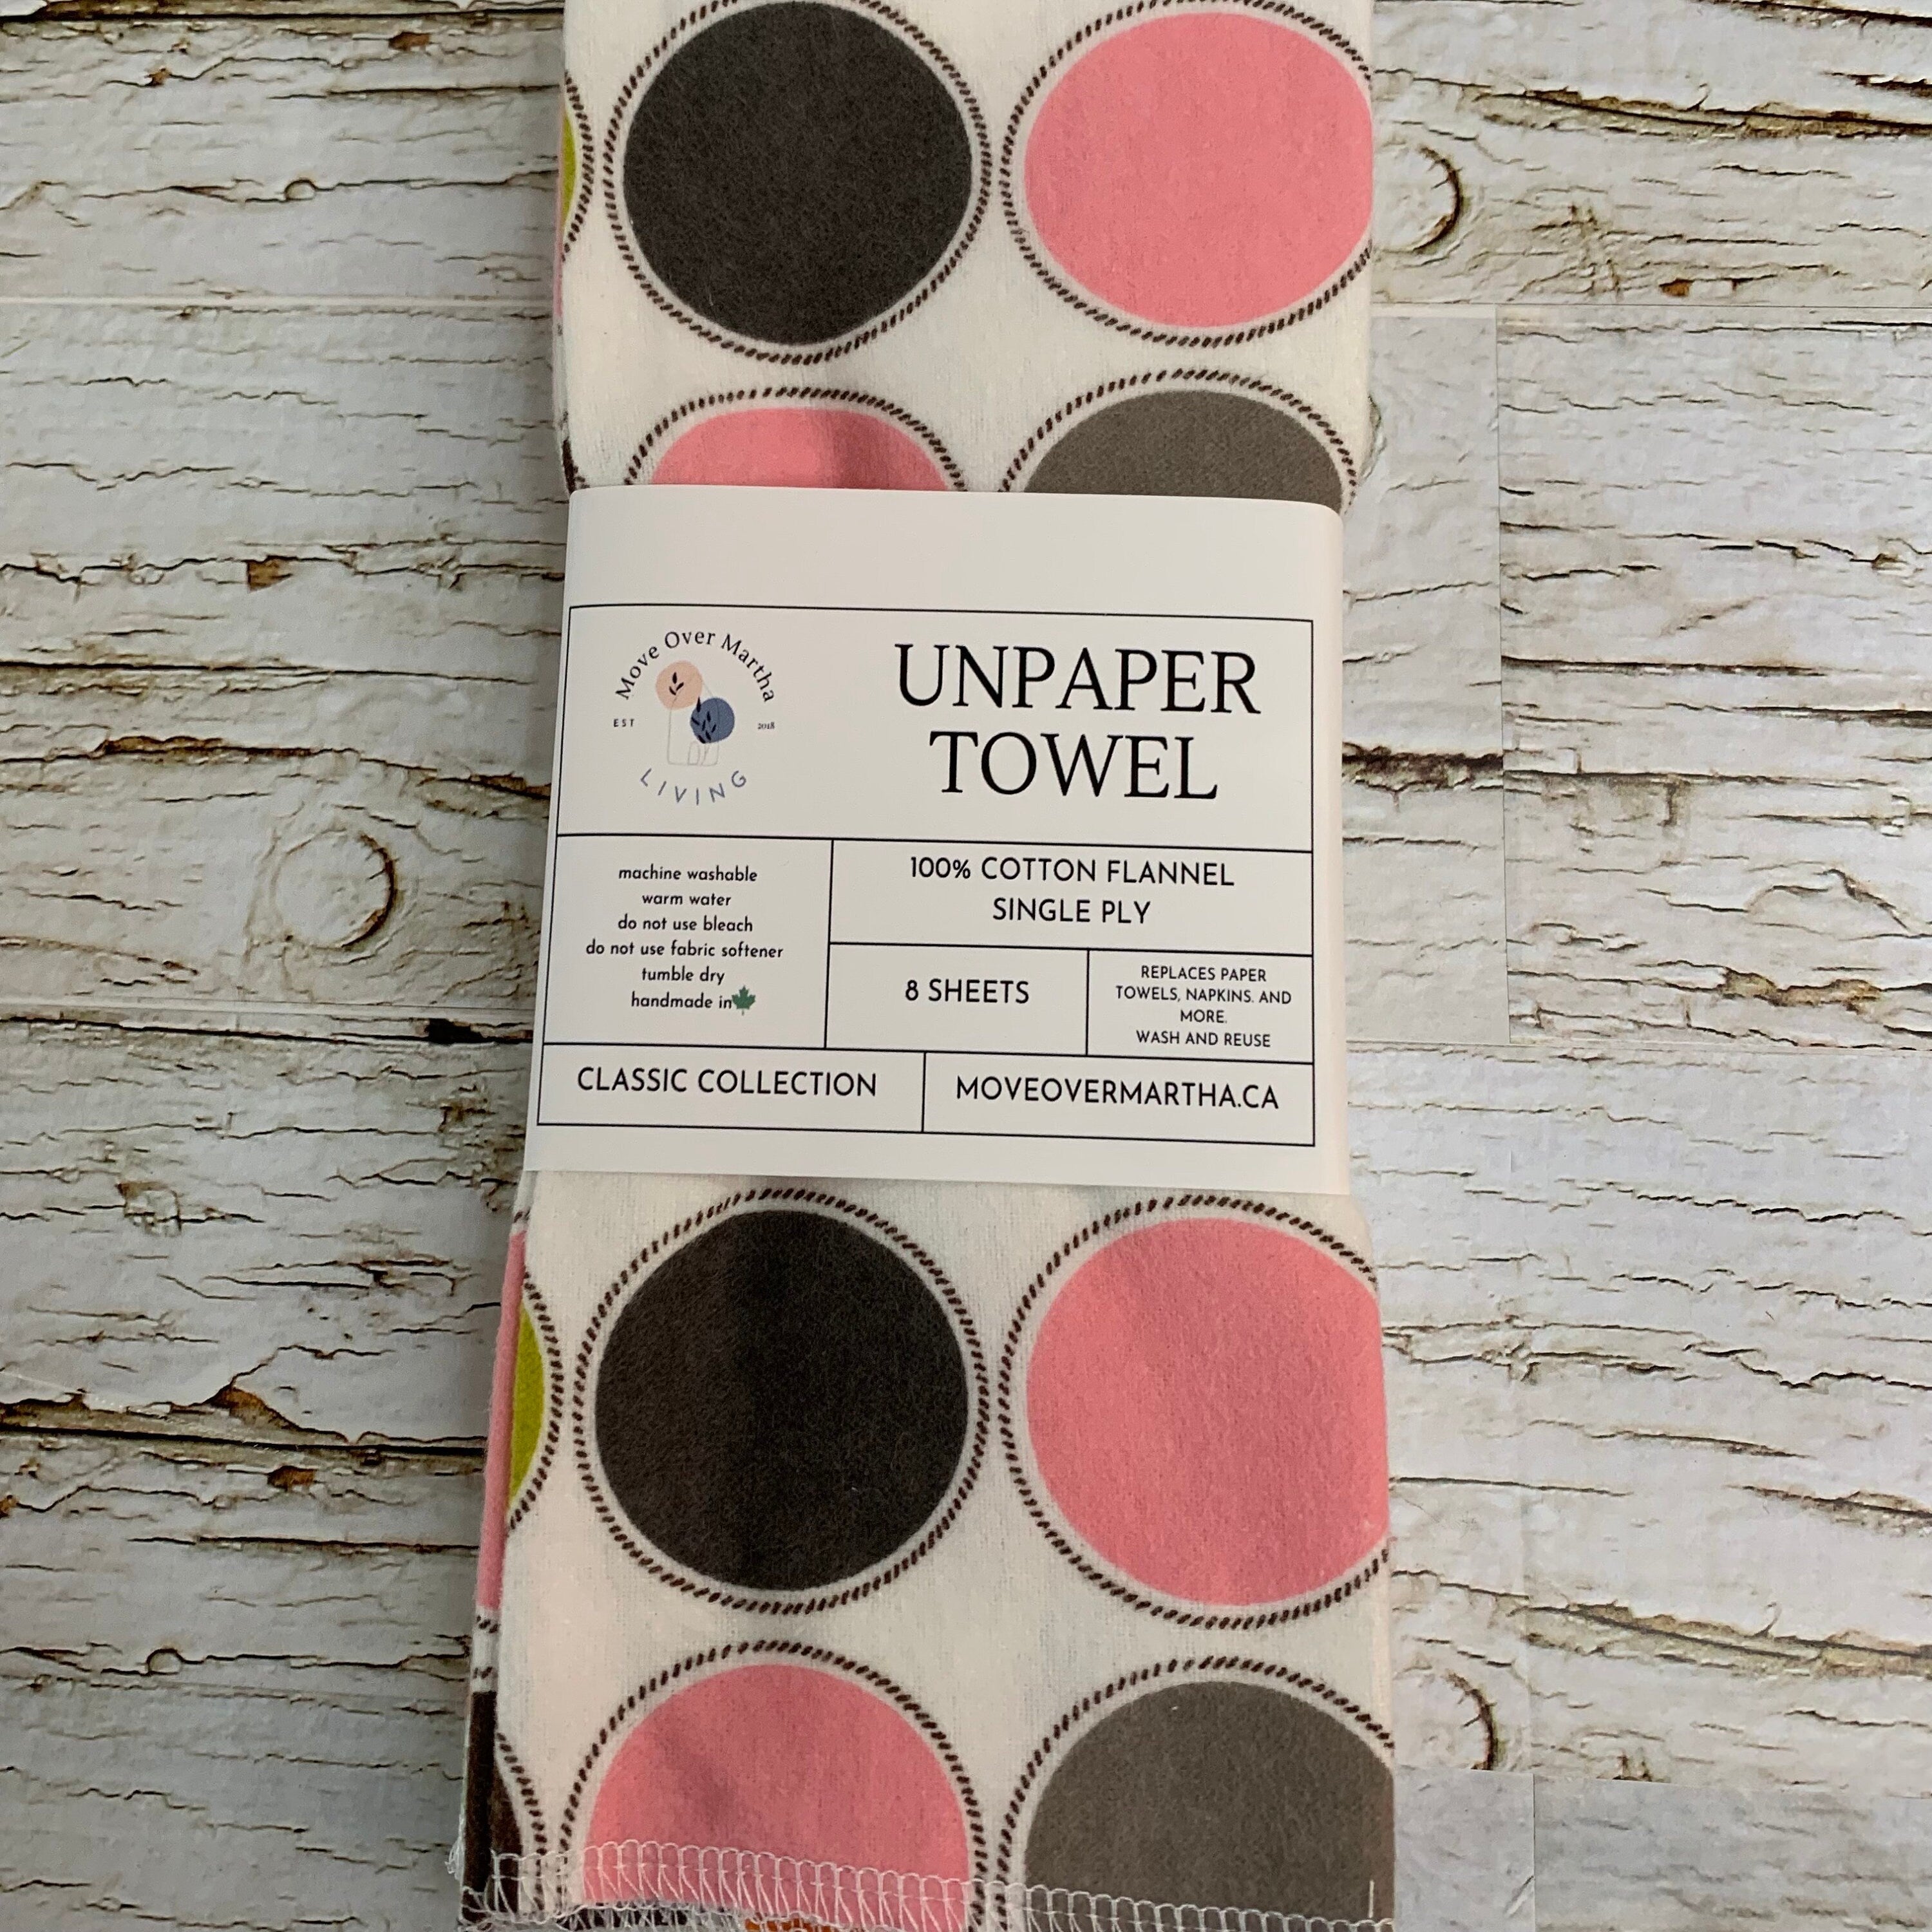 Move Over Martha
EST 2018
LIVING
UNPAPER
TOWEL
machine washable
warm water
do not use bleach
do not use fabric softener
tumble dry
handmade in
100% COTTON FLANNEL
SINGLE PLY
8 SHEETS
REPLACES PAPER
TOWELS, NAPKINS. AND
MORE.
WASH AND REUSE
CLASSIC COLLECTION
MOVEOVERMARTHA.CA